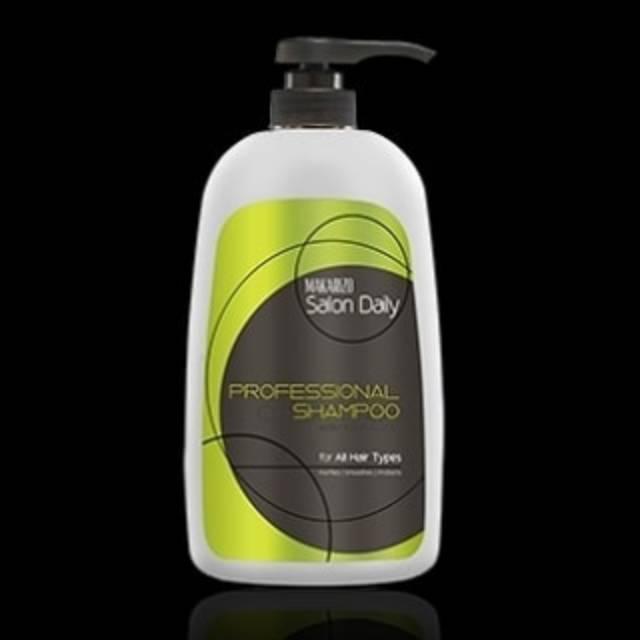 MAKARIZO
Salon Daily
PROFESSIONAL
SHAMPOO
for All Hair Types